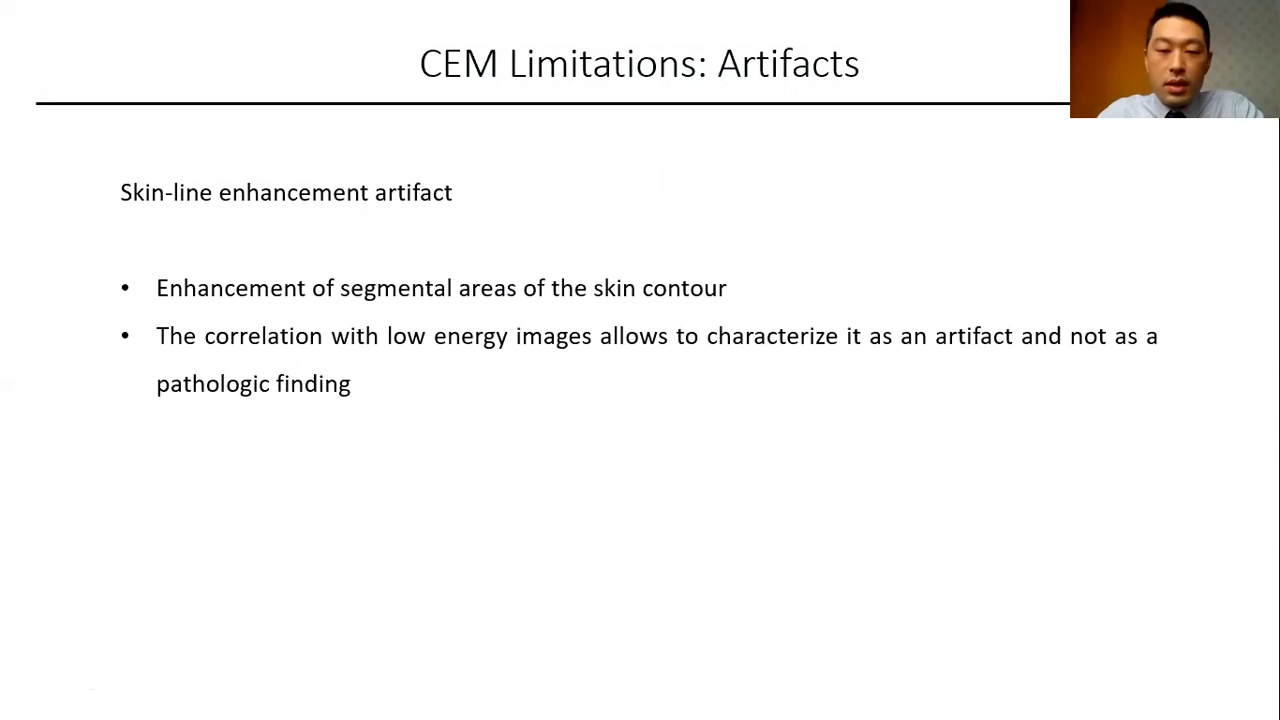 CEM Limitations: Artifacts
Skin-line enhancement artifact
• Enhancement of segmental areas of the skin contour
• The correlation with low energy images allows to characterize it as an artifact and not as a
pathologic finding